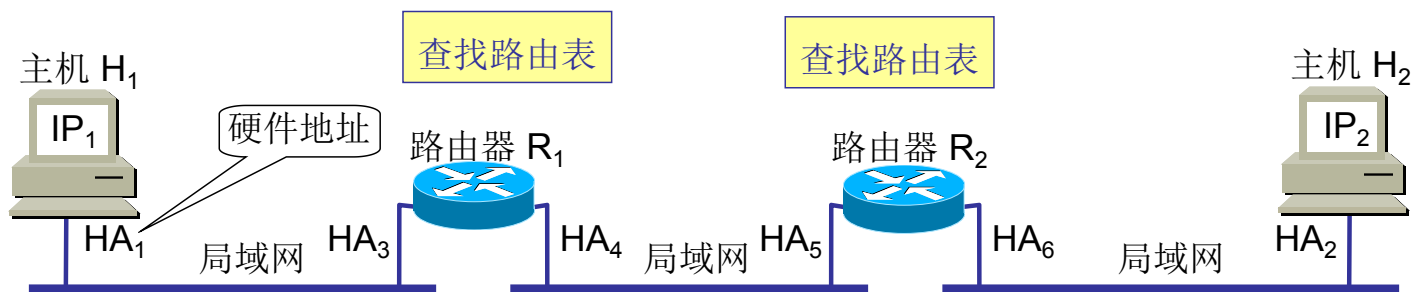 查找路由表
查找路由表
主机 H₁
主机 H₂
IP₁
硬件地址
路由器 R₁
路由器 R₂
IP₂
HA₁
局域网
HA₃
HA₄
局域网
HA₅
HA₆
局域网
HA₂